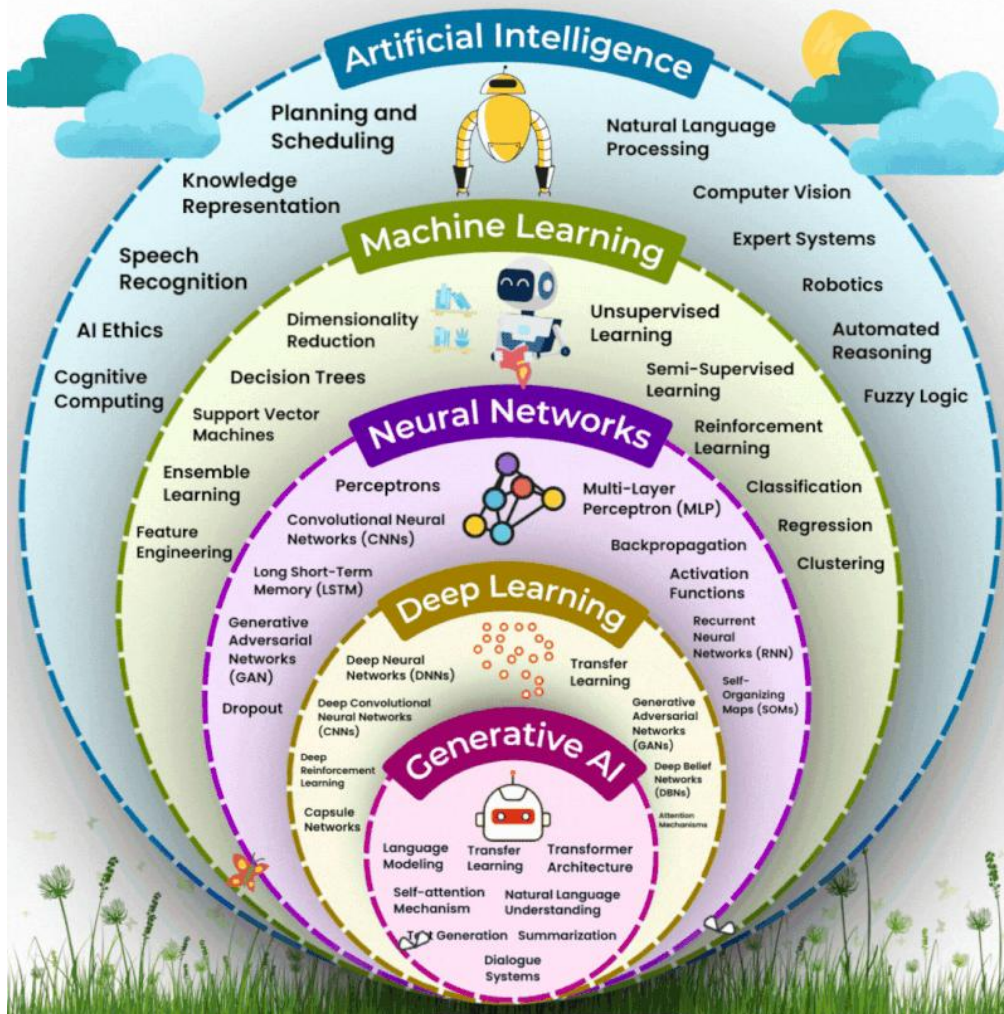 Artificial Intelligence
Planning and
Scheduling
Natural Language
Processing
Knowledge
Representation
Computer Vision
Speech
Recognition
Expert Systems
Robotics
AI Ethics
Automated
Reasoning
Cognitive
Computing
Fuzzy Logic
Machine Learning
Dimensionality
Reduction
Unsupervised
Learning
Decision Trees
Semi-Supervised
Learning
Support Vector
Machines
Reinforcement
Learning
Ensemble
Learning
Classification
Feature
Engineering
Regression
Clustering
Neural Networks
Perceptrons
Multi-Layer
Perceptron (MLP)
Convolutional Neural
Networks (CNNs)
Backpropagation
Long Short-Term
Memory (LSTM)
Activation
Functions
Generative
Adversarial
Networks
(GAN)
Recurrent
Neural
Networks (RNN)
Dropout
Self-
Organizing
Maps (SOMs)
Deep Learning
Deep Neural
Networks (DNNs)
Transfer
Learning
Deep Convolutional
Neural Networks
(CNNs)
Generative
Adversarial
Networks
(GANs)
Deep
Reinforcement
Learning
Deep Belief
Networks
(DBNs)
Capsule
Networks
Attention
Mechanisms
Generative AI
Language
Modeling
Transfer
Learning
Transformer
Architecture
Self-attention
Mechanism
Natural Language
Understanding
Text Generation
Summarization
Dialogue
Systems